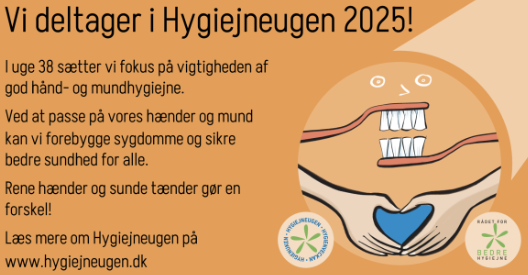 Vi deltager i Hygiejneugen 2025!
I uge 38 sætter vi fokus på vigtigheden af
god hånd- og mundhygiejne.
Ved at passe på vores hænder og mund
kan vi forebygge sygdomme og sikre
bedre sundhed for alle.
Rene hænder og sunde tænder gør en
forskel!
Læs mere om Hygiejneugen på
www.hygiejneugen.dk
HYGIEJNEUGEN
RÅDET FOR
BEDRE
HYGIEJNE